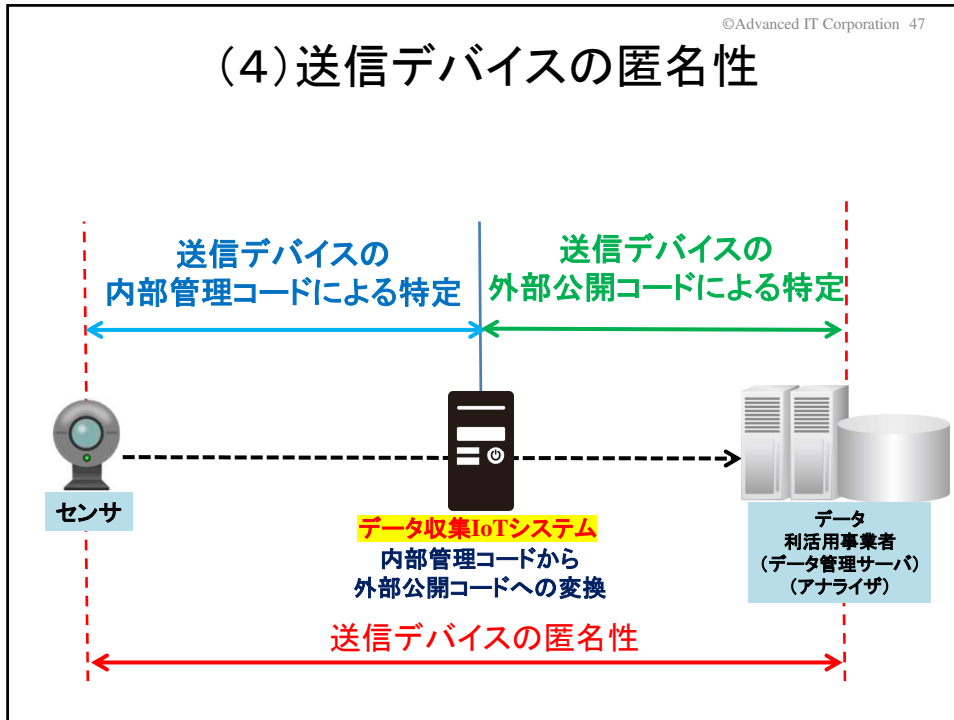 ©Advanced IT Corporation 47
(4)送信デバイスの匿名性
送信デバイスの
内部管理コードによる特定
送信デバイスの
外部公開コードによる特定
センサ
データ収集IoTシステム
内部管理コードから
外部公開コードへの変換
データ
利活用事業者
(データ管理サーバ)
(アナライザ)
送信デバイスの匿名性